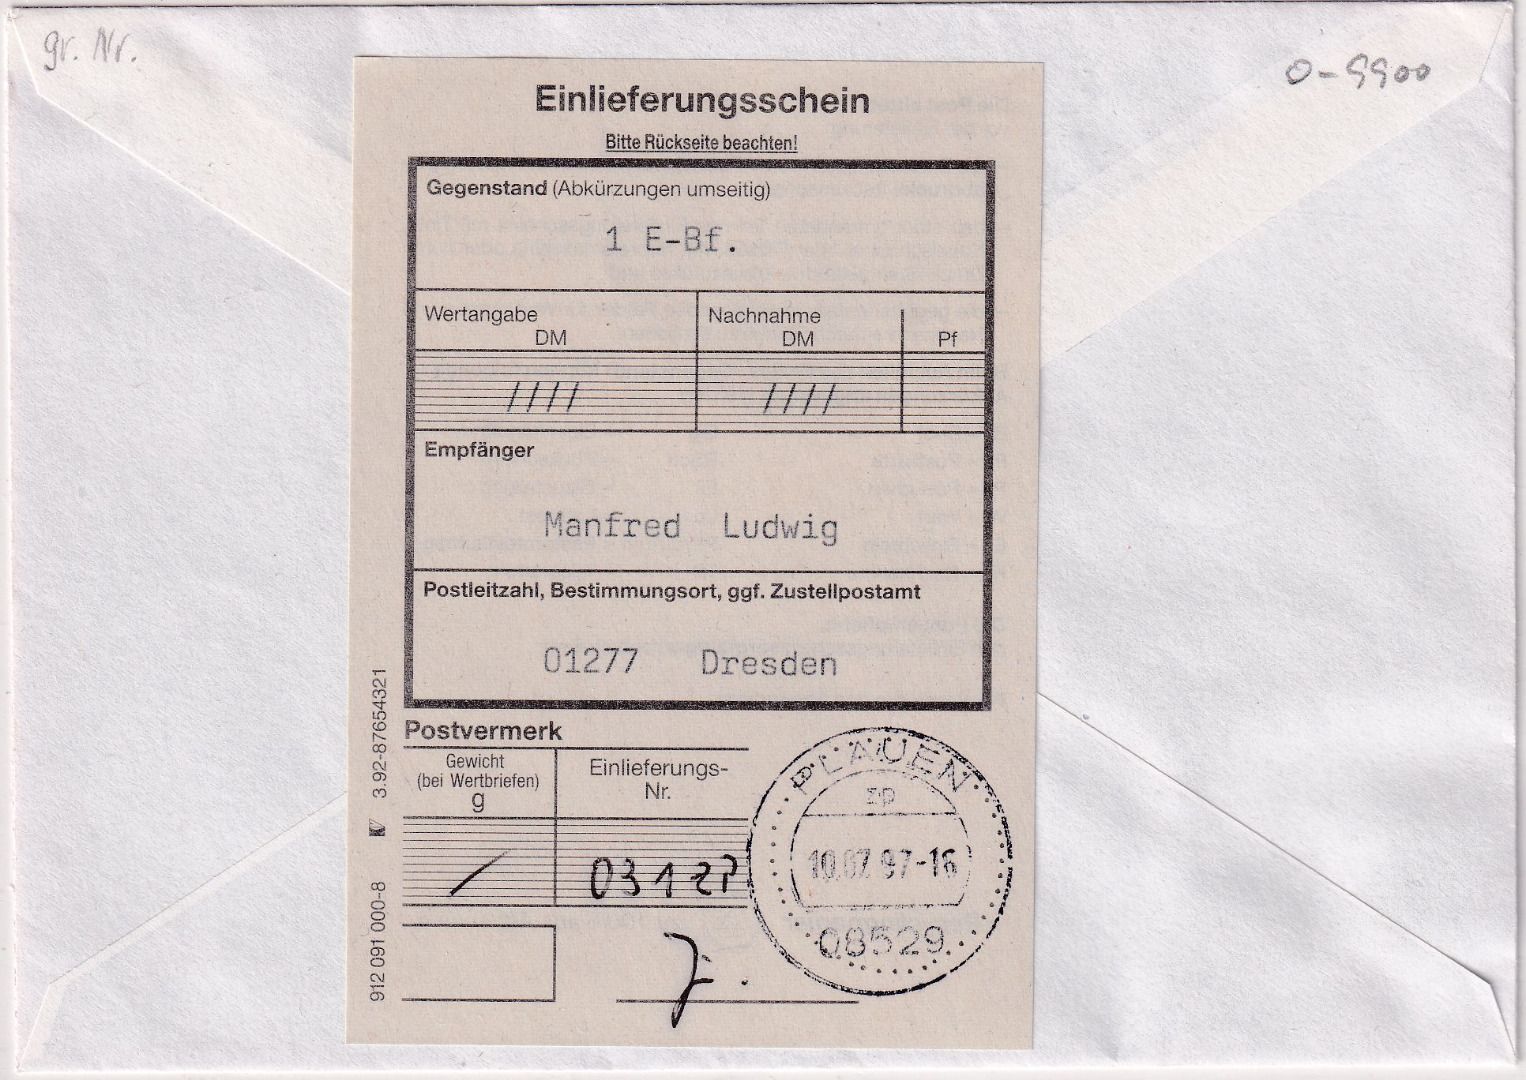 gr. Nr.
0-9900
Einlieferungsschein
Bitte Rückseite beachten!
Gegenstand (Abkürzungen umseitig)
1 E-Bf.
Wertangabe
DM
Nachnahme
DM
Pf
////
////
Empfänger
Manfred Ludwig
Postleitzahl, Bestimmungsort, ggf. Zustellpostamt
01277 Dresden
Postvermerk
Gewicht
(bei Wertbriefen)
g
Einlieferungs-
Nr.
PLAUEN
zp
10.02.97-16
08529
912 091 000-8
3.92-87654321